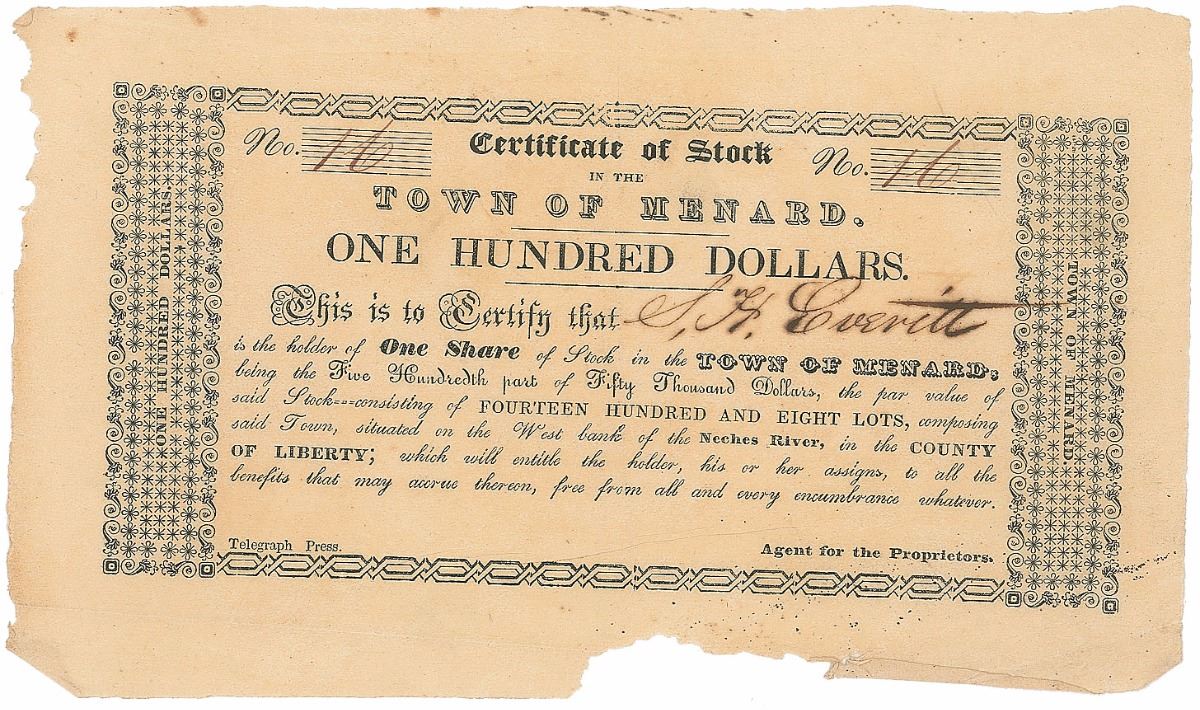 No. 16
Certificate of Stock
No. 16
IN THE
TOWN OF MENARD.
ONE HUNDRED DOLLARS.
This is to Certify that S. H. Everitt
is the holder of One Share of Stock in the TOWN OF MENARD;
being the Five Hundredth part of Fifty Thousand Dollars, the par value of
said Stock---consisting of FOURTEEN HUNDRED AND EIGHT LOTS, composing
said Town, situated on the West bank of the Neches River, in the COUNTY
OF LIBERTY; which will entitle the holder, his or her assigns, to all the
benefits that may accrue thereon, free from all and every encumbrance whatever.
Telegraph Press.
Agent for the Proprietors.
ONE HUNDRED DOLLARS.
TOWN OF MENARD.